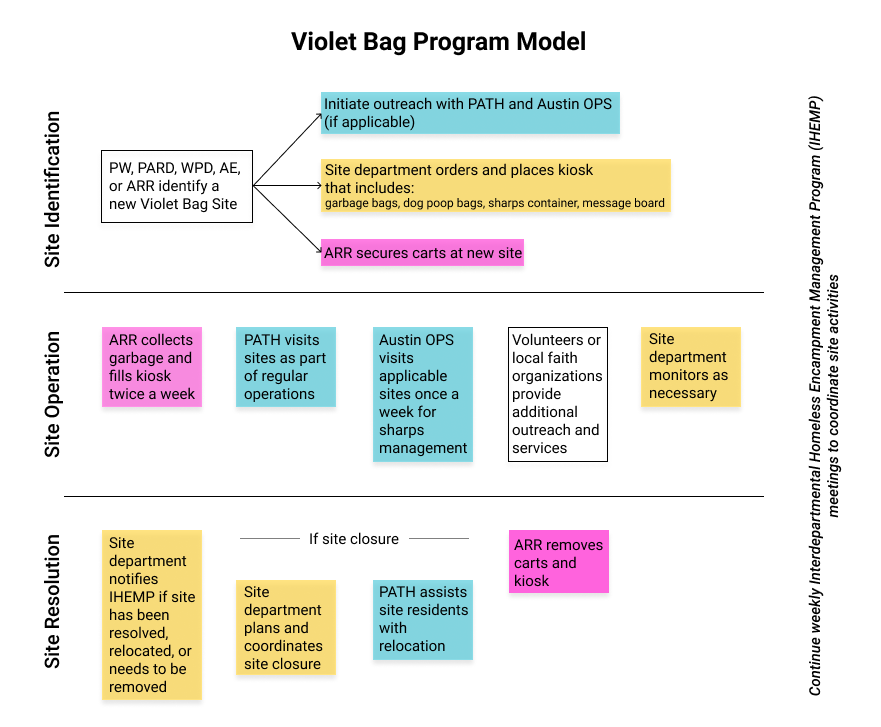 Violet Bag Program Model
Site Identification
PW, PARD, WPD, AE,
or ARR identify a
new Violet Bag Site
Initiate outreach with PATH and Austin OPS
(if applicable)
Site department orders and places kiosk
that includes:
garbage bags, dog poop bags, sharps container, message board
ARR secures carts at new site
Site Operation
ARR collects
garbage and
fills kiosk
twice a week
PATH visits
sites as part
of regular
operations
Austin OPS
visits
applicable
sites once a
week for
sharps
management
Volunteers or
local faith
organizations
provide
additional
outreach and
services
Site
department
monitors as
necessary
Site Resolution
Site
department
notifies
IHEMP if site
has been
resolved,
relocated, or
needs to be
removed
If site closure
Site
department
plans and
coordinates
site closure
PATH assists
site residents
with
relocation
ARR removes
carts and
kiosk
Continue weekly Interdepartmental Homeless Encampment Management Program (IHEMP)
meetings to coordinate site activities